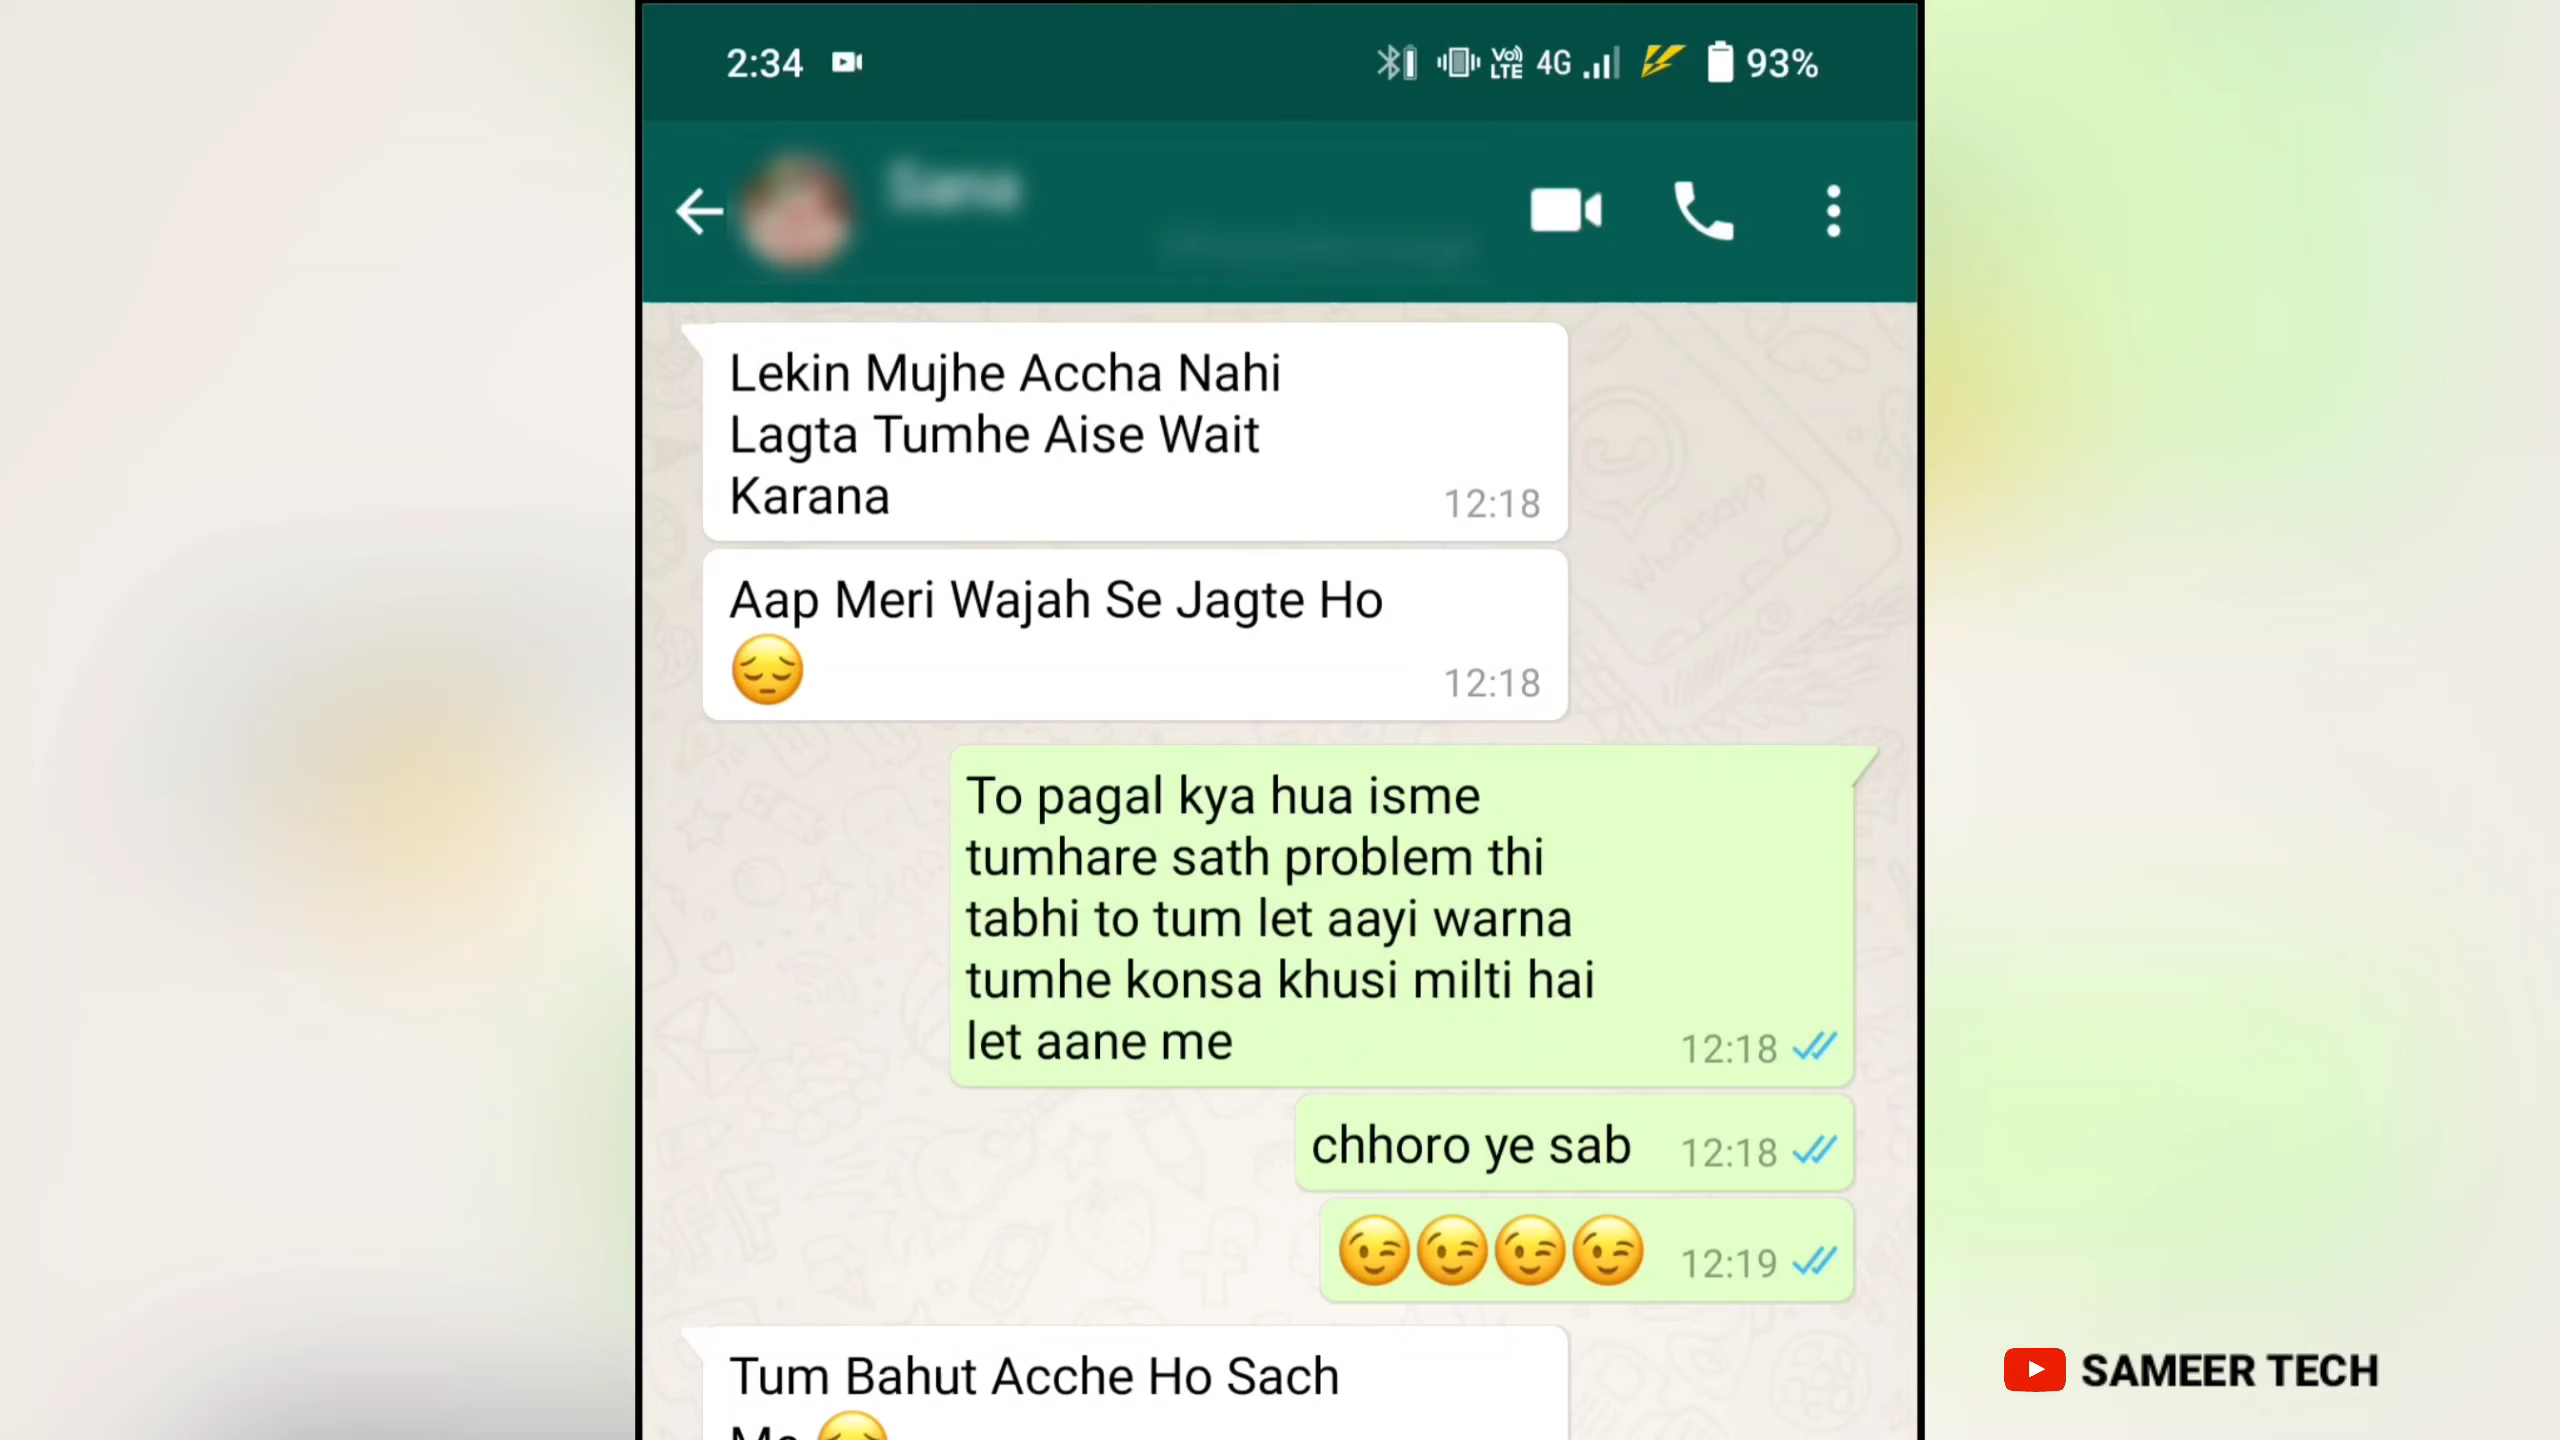 2:34
VoLTE 4G 93%
Lekin Mujhe Accha Nahi
Lagta Tumhe Aise Wait
Karana
12:18
Aap Meri Wajah Se Jagte Ho
😔
12:18
To pagal kya hua isme
tumhare sath problem thi
tabhi to tum let aayi warna
tumhe konsa khusi milti hai
let aane me
12:18
chhoro ye sab 12:18
😉😉😉😉 12:19
Tum Bahut Acche Ho Sach
SAMEER TECH